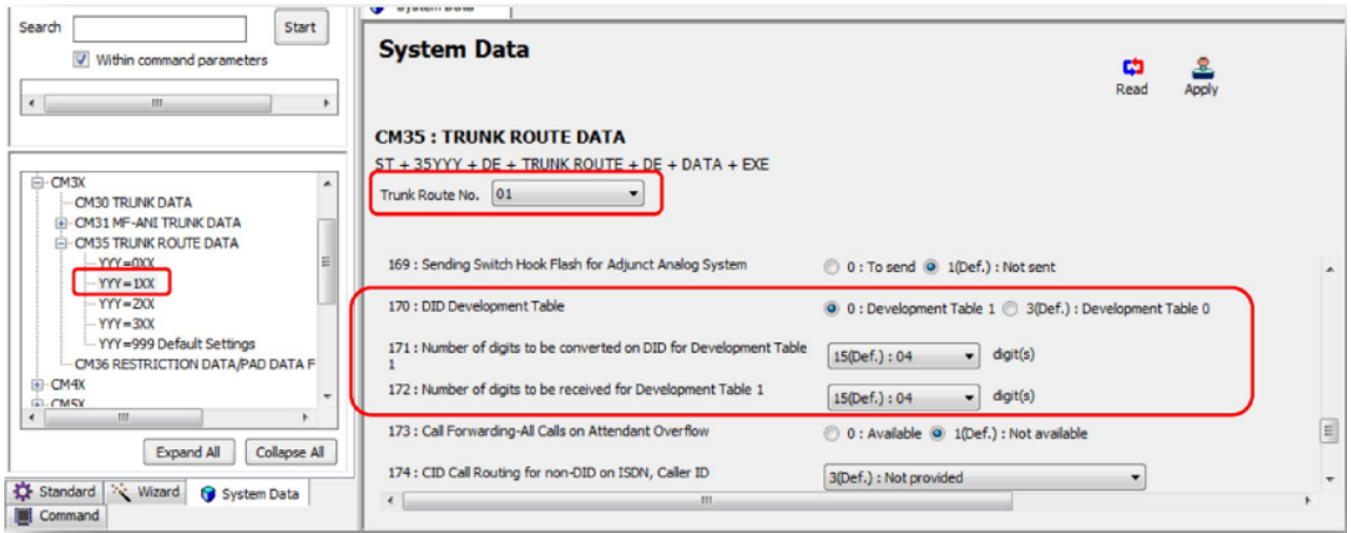 System Data
Search
Start
Within command parameters
CM3X
CM30 TRUNK DATA
CM31 MF-ANI TRUNK DATA
CM35 TRUNK ROUTE DATA
YYY=0XX
YYY=1XX
YYY=2XX
YYY=3XX
YYY=999 Default Settings
CM36 RESTRICTION DATA/PAD DATA F
CM4X
CM5X
Expand All
Collapse All
Standard
Wizard
System Data
Command
System Data
Read
Apply
CM35 : TRUNK ROUTE DATA
ST + 35YYY + DE + TRUNK ROUTE + DE + DATA + EXE
Trunk Route No. 01
169 : Sending Switch Hook Flash for Adjunct Analog System 0 : To send 1(Def.) : Not sent
170 : DID Development Table 0 : Development Table 1 3(Def.) : Development Table 0
171 : Number of digits to be converted on DID for Development Table
1
15(Def.) : 04 digit(s)
172 : Number of digits to be received for Development Table 1 15(Def.) : 04 digit(s)
173 : Call Forwarding-All Calls on Attendant Overflow 0 : Available 1(Def.) : Not available
174 : CID Call Routing for non-DID on ISDN, Caller ID 3(Def.) : Not provided